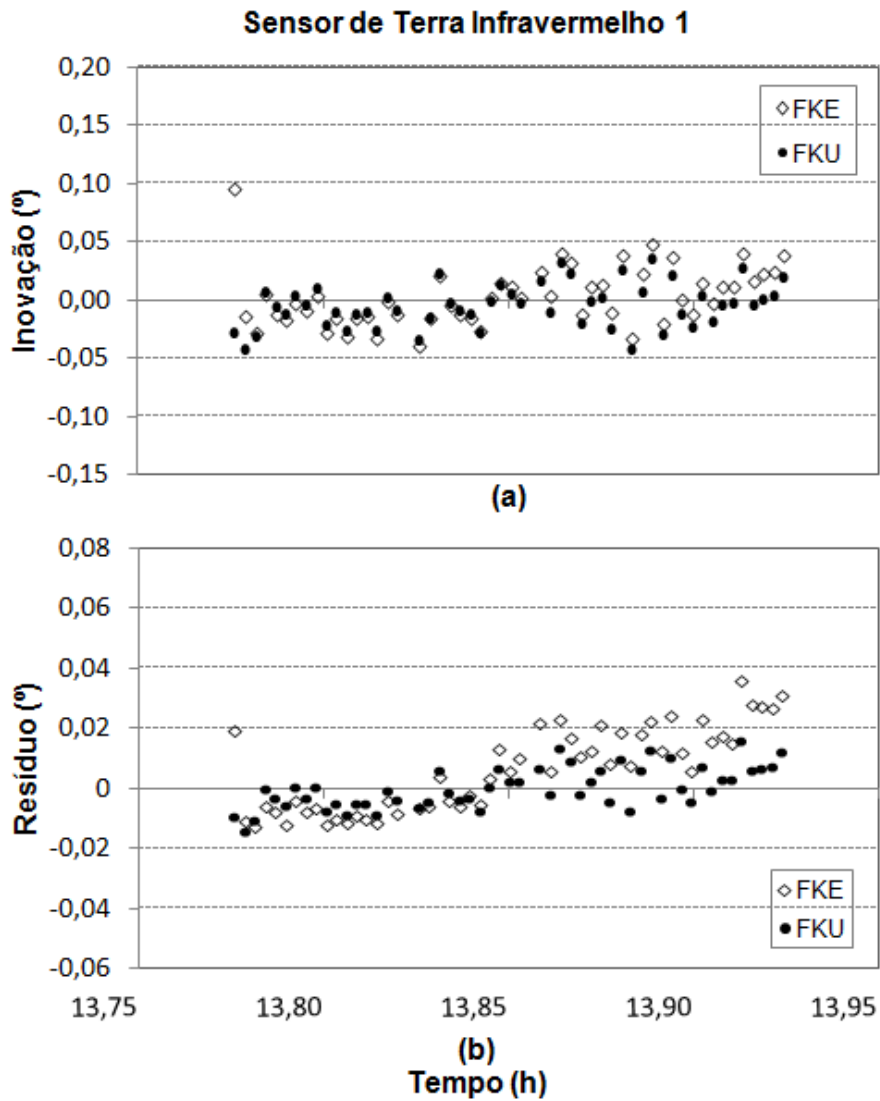 Sensor de Terra Infravermelho 1
0,20
0,15
0,10
0,05
0,00
-0,05
-0,10
-0,15
Inovação (º)
FKE
FKU
(a)
0,08
0,06
0,04
0,02
0
-0,02
-0,04
-0,06
Resíduo (º)
FKE
FKU
13,75 13,80 13,85 13,90 13,95
(b)
Tempo (h)